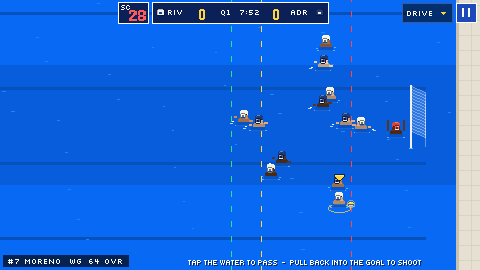 SC
28
RIV 0 Q1 7:52 0 ADR
DRIVE
#7 MORENO WG 64 OVR
TAP THE WATER TO PASS - PULL BACK INTO THE GOAL TO SHOOT